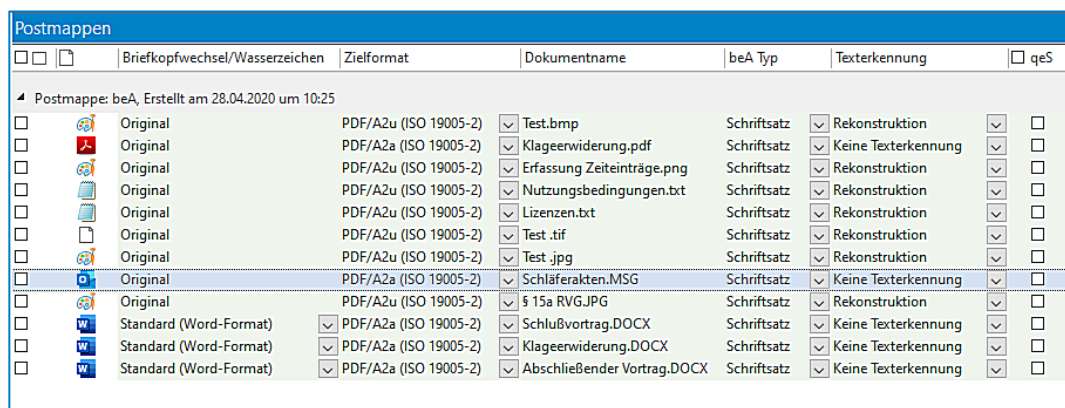 Postmappen
Briefkopfwechsel/Wasserzeichen Zielformat Dokumentname beA Typ Texterkennung qeS
Postmappe: beA, Erstellt am 28.04.2020 um 10:25
Original PDF/A2u (ISO 19005-2) Test.bmp Schriftsatz Rekonstruktion
Original PDF/A2a (ISO 19005-2) Klageerwiderung.pdf Schriftsatz Keine Texterkennung
Original PDF/A2u (ISO 19005-2) Erfassung Zeiteinträge.png Schriftsatz Rekonstruktion
Original PDF/A2u (ISO 19005-2) Nutzungsbedingungen.txt Schriftsatz Rekonstruktion
Original PDF/A2u (ISO 19005-2) Lizenzen.txt Schriftsatz Rekonstruktion
Original PDF/A2u (ISO 19005-2) Test .tif Schriftsatz Rekonstruktion
Original PDF/A2u (ISO 19005-2) Test .jpg Schriftsatz Rekonstruktion
Original PDF/A2a (ISO 19005-2) Schläferakten.MSG Schriftsatz Keine Texterkennung
Original PDF/A2u (ISO 19005-2) § 15a RVG.JPG Schriftsatz Rekonstruktion
Standard (Word-Format) PDF/A2a (ISO 19005-2) Schlußvortrag.DOCX Schriftsatz Keine Texterkennung
Standard (Word-Format) PDF/A2a (ISO 19005-2) Klageerwiderung.DOCX Schriftsatz Keine Texterkennung
Standard (Word-Format) PDF/A2a (ISO 19005-2) Abschließender Vortrag.DOCX Schriftsatz Keine Texterkennung